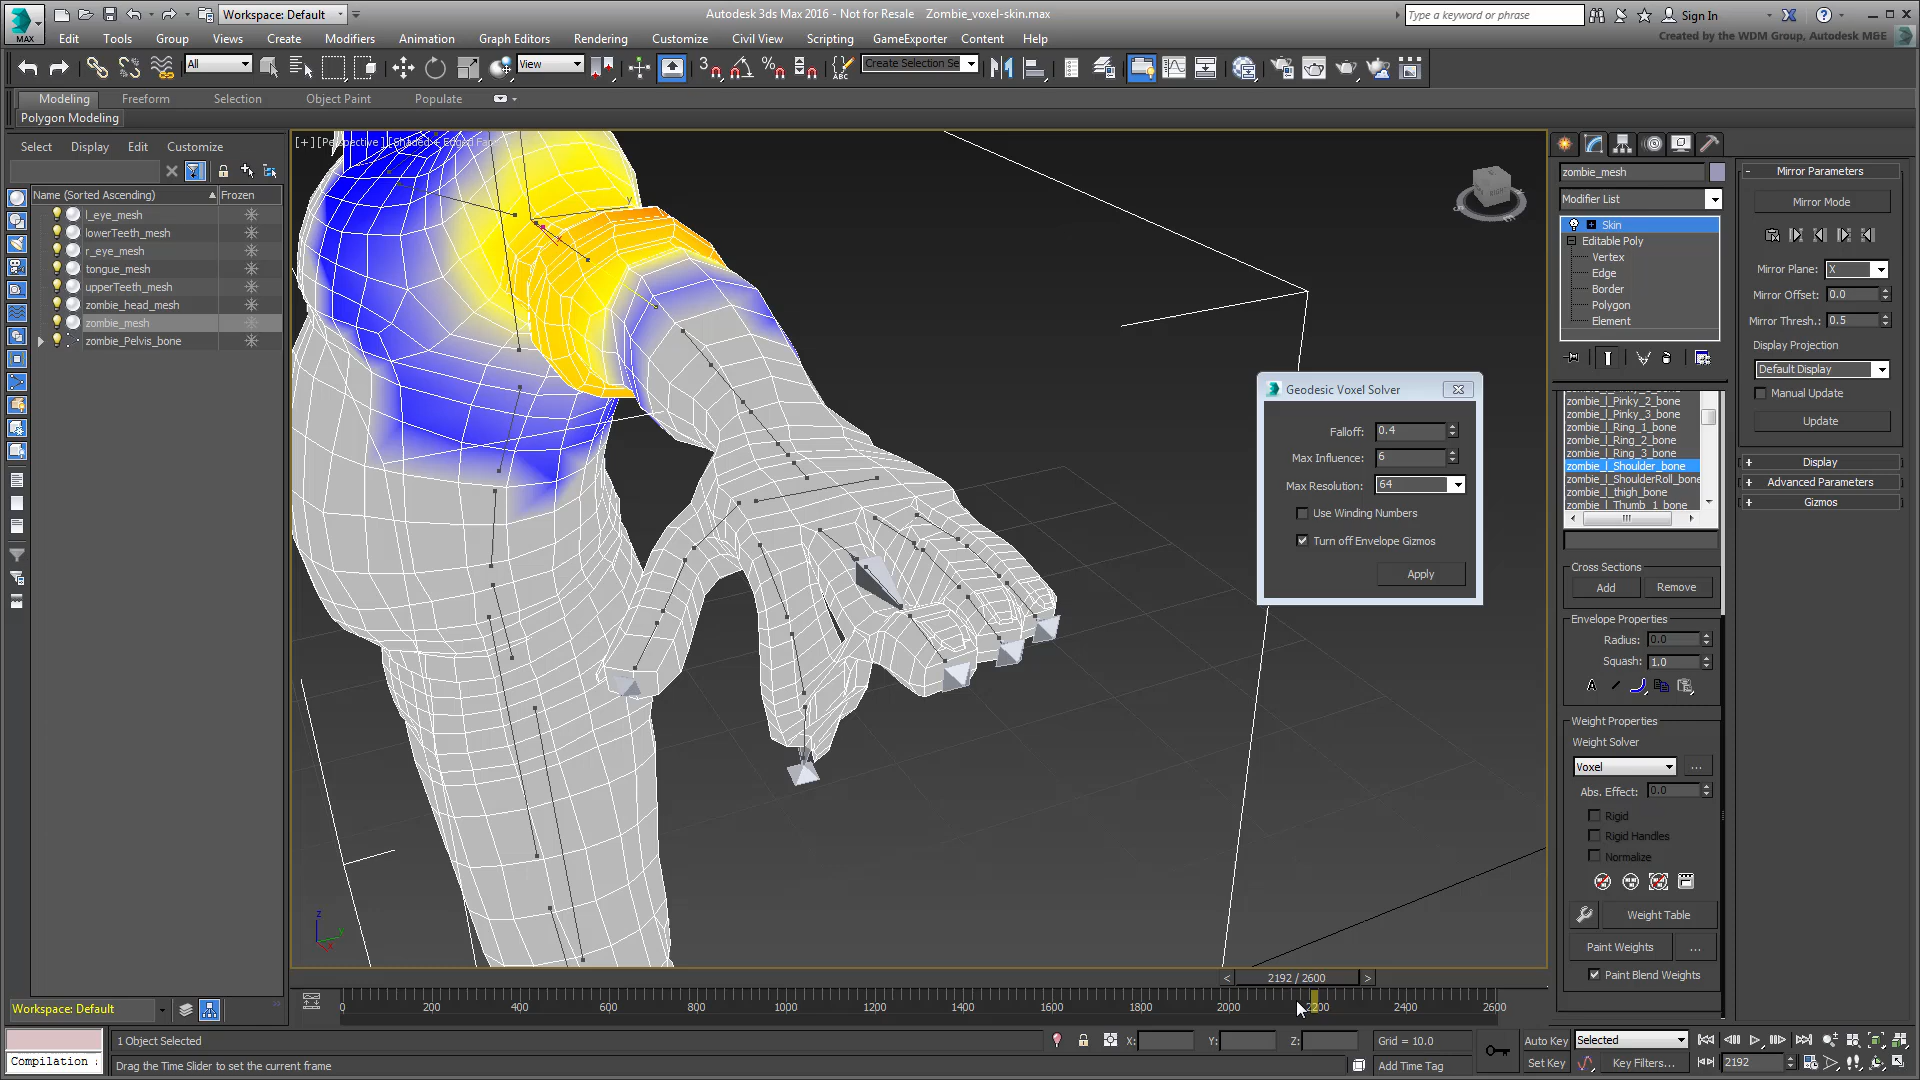 Workspace: Default
Autodesk 3ds Max 2016 - Not for Resale Zombie_voxel-skin.max
Type a keyword or phrase
Sign In
MAX
Edit Tools Group Views Create Modifiers Animation Graph Editors Rendering Customize Civil View Scripting GameExporter Content Help
Created by the WDM Group, Autodesk M&E
All
View
Create Selection Se
Modeling Freeform Selection Object Paint Populate
Polygon Modeling
Select Display Edit Customize
Name (Sorted Ascending) Frozen
l_eye_mesh
lowerTeeth_mesh
r_eye_mesh
tongue_mesh
upperTeeth_mesh
zombie_head_mesh
zombie_mesh
zombie_Pelvis_bone
[+] [Perspective] [Shaded + Edged Fa
Geodesic Voxel Solver
Falloff: 0.4
Max Influence: 6
Max Resolution: 64
Use Winding Numbers
Turn off Envelope Gizmos
Apply
zombie_mesh
Modifier List
Skin
Editable Poly
Vertex
Edge
Border
Polygon
Element
zombie_l_Pinky_2_bone
zombie_l_Pinky_3_bone
zombie_l_Ring_1_bone
zombie_l_Ring_2_bone
zombie_l_Ring_3_bone
zombie_l_Shoulder_bone
zombie_l_ShoulderRoll_bone
zombie_l_thigh_bone
zombie_l_Thumb_1_bone
Cross Sections
Add Remove
Envelope Properties
Radius: 0.0
Squash: 1.0
Weight Properties
Weight Solver
Voxel ...
Abs. Effect: 0.0
Rigid
Rigid Handles
Normalize
Weight Table
Paint Weights ...
Paint Blend Weights
Mirror Parameters
Mirror Mode
Mirror Plane: X
Mirror Offset: 0.0
Mirror Thresh.: 0.5
Display Projection
Default Display
Manual Update
Update
Display
Advanced Parameters
Gizmos
2192 / 2600
Workspace: Default
0 200 400 600 800 1000 1200 1400 1600 1800 2000 2200 2400 2600
1 Object Selected
X: Y: Z: Grid = 10.0
Auto Key Selected
Compilation :
Drag the Time Slider to set the current frame
Add Time Tag
Set Key Key Filters... 2192